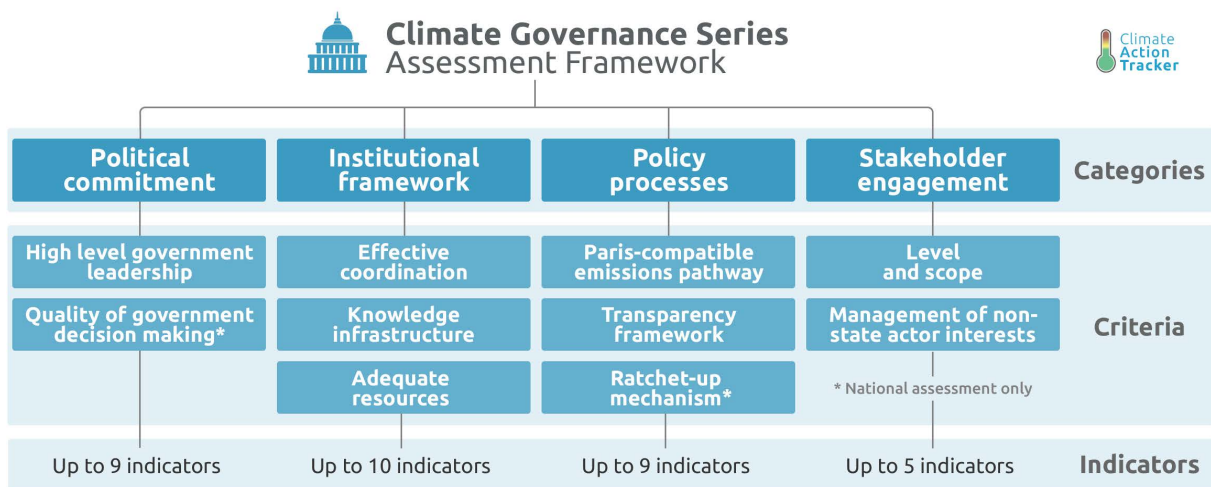 Climate Governance Series
Assessment Framework
Climate
Action
Tracker
Political
commitment
Institutional
framework
Policy
processes
Stakeholder
engagement
Categories
High level government
leadership
Effective
coordination
Paris-compatible
emissions pathway
Level
and scope
Quality of government
decision making*
Knowledge
infrastructure
Transparency
framework
Management of non-
state actor interests
Criteria
Adequate
resources
Ratchet-up
mechanism*
* National assessment only
Up to 9 indicators
Up to 10 indicators
Up to 9 indicators
Up to 5 indicators
Indicators